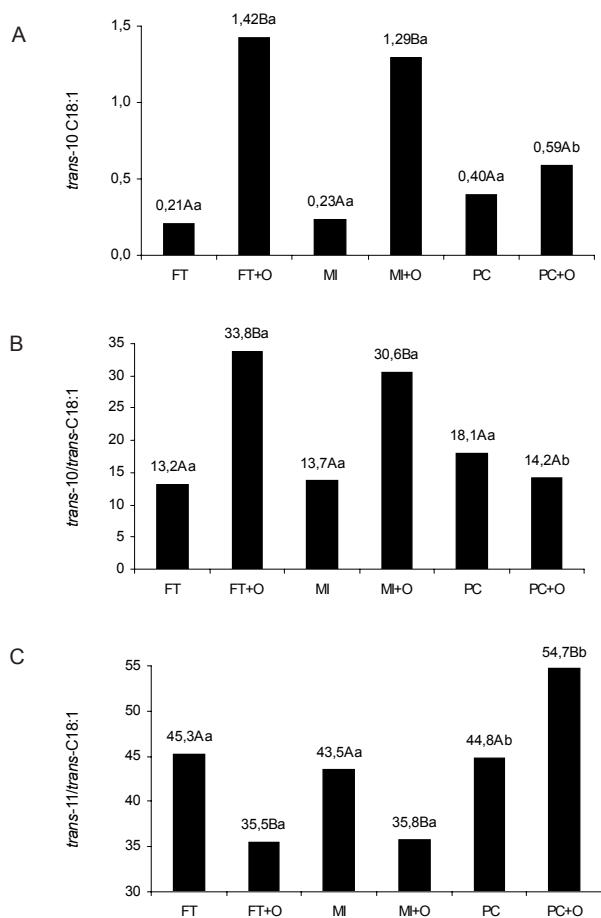 A
trans-10 C18:1
1,5
1,0
0,5
0,0
0,21Aa
1,42Ba
0,23Aa
1,29Ba
0,40Aa
0,59Ab
FT FT+O MI MI+O PC PC+O
B
trans-10/trans-C18:1
35
30
25
20
15
10
5
0
13,2Aa
33,8Ba
13,7Aa
30,6Ba
18,1Aa
14,2Ab
FT FT+O MI MI+O PC PC+O
C
trans-11/trans-C18:1
55
50
45
40
35
30
45,3Aa
35,5Ba
43,5Aa
35,8Ba
44,8Ab
54,7Bb
FT FT+O MI MI+O PC PC+O